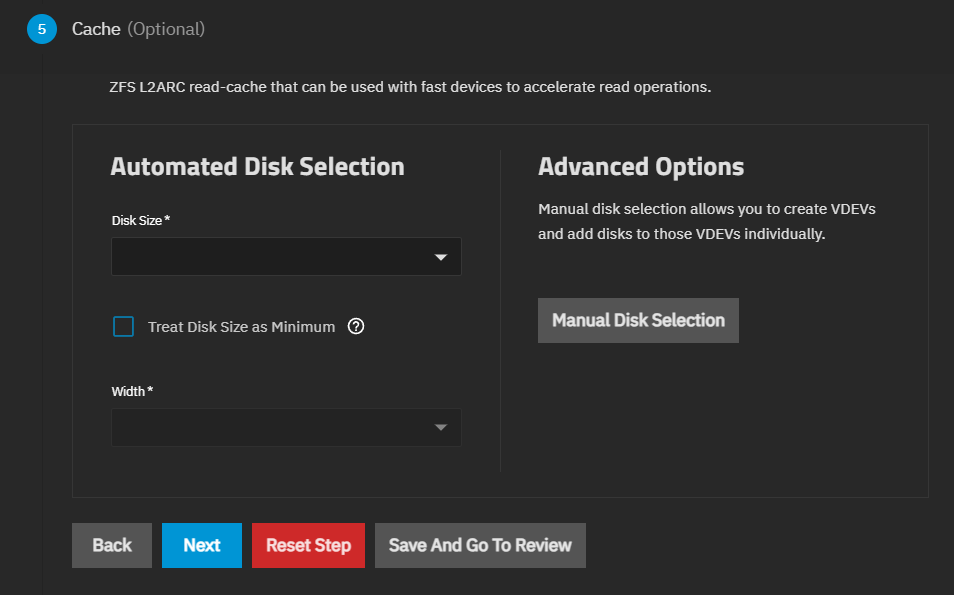 5 Cache (Optional)
ZFS L2ARC read-cache that can be used with fast devices to accelerate read operations.
Automated Disk Selection
Disk Size *
Treat Disk Size as Minimum ?
Width *
Advanced Options
Manual disk selection allows you to create VDEVs
and add disks to those VDEVs individually.
Manual Disk Selection
Back Next Reset Step Save And Go To Review